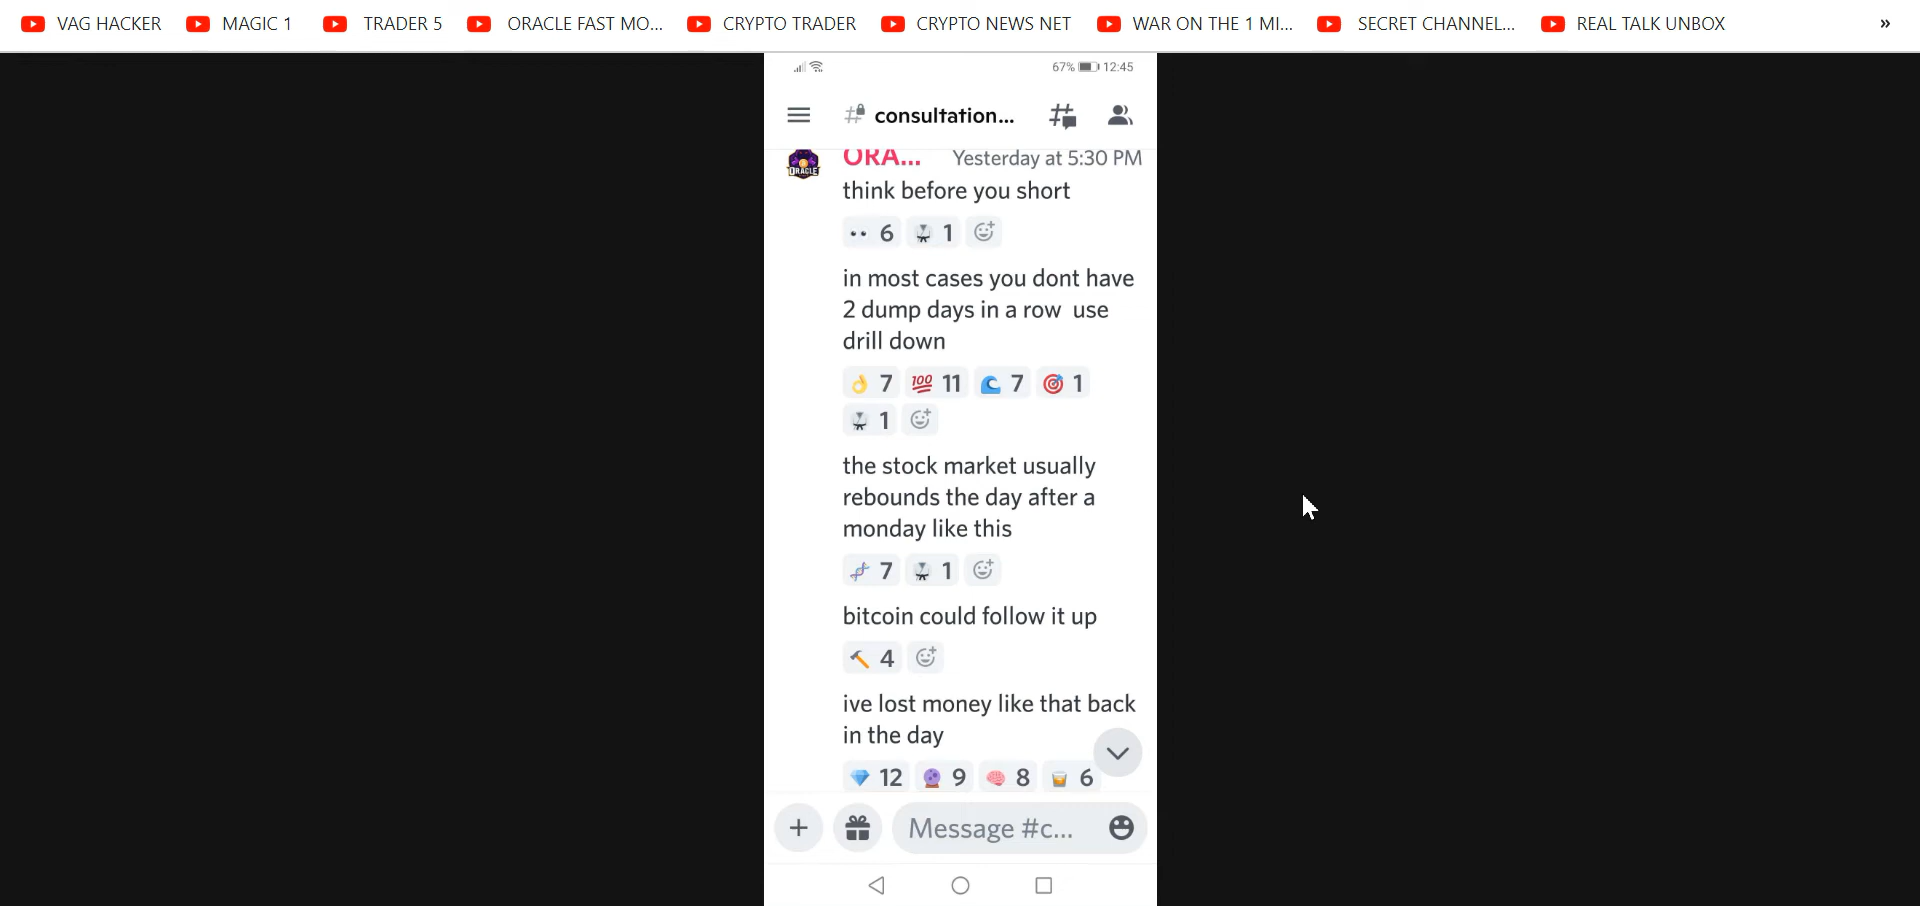 VAG HACKER MAGIC 1 TRADER 5 ORACLE FAST MO... CRYPTO TRADER CRYPTO NEWS NET WAR ON THE 1 MI... SECRET CHANNEL... REAL TALK UNBOX »
67% 12:45
# consultation...
ORACLE
ORA... Yesterday at 5:30 PM
think before you short
6 1
in most cases you dont have
2 dump days in a row use
drill down
7 100 11 7 1
1
the stock market usually
rebounds the day after a
monday like this
7 1
bitcoin could follow it up
4
ive lost money like that back
in the day
12 9 8 6
+ Message #c...